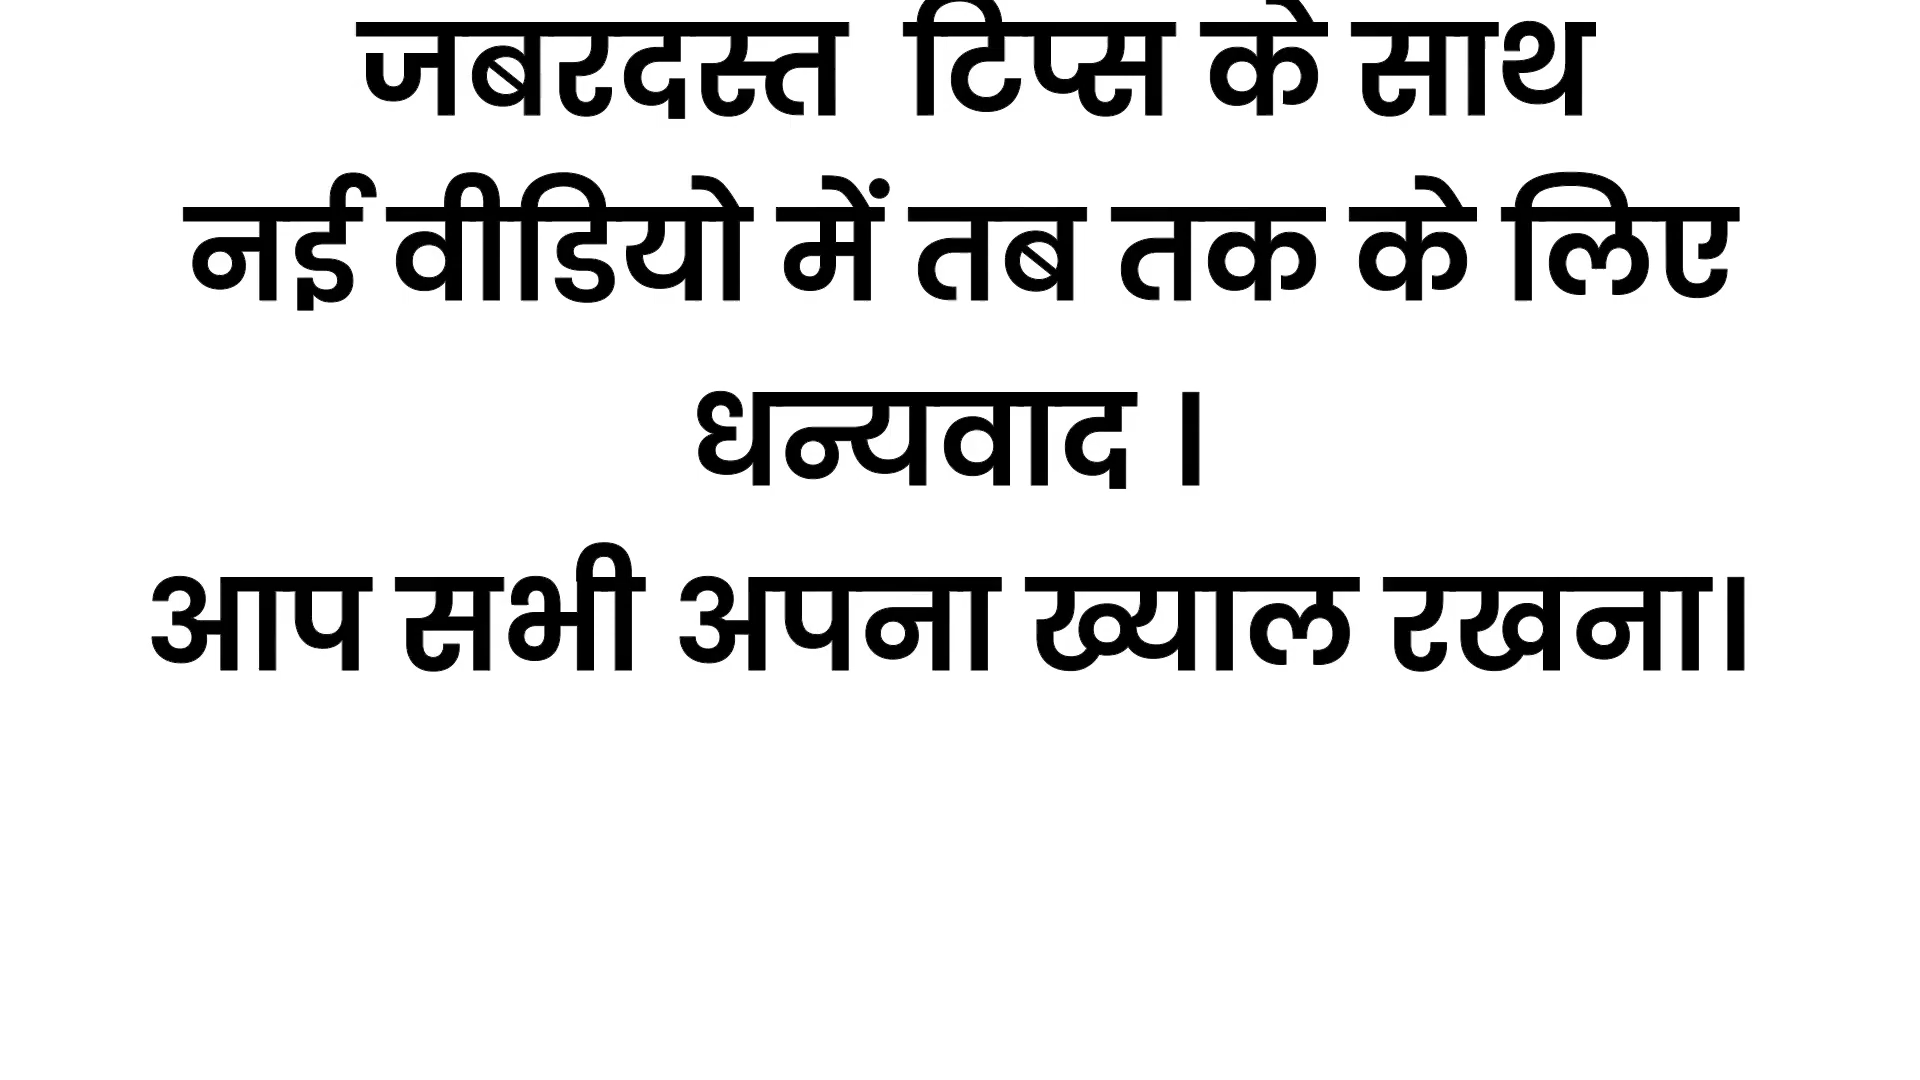 जबरदस्त  टिप्स के साथ
नई वीडियो में तब तक के लिए
धन्यवाद ।
आप सभी अपना ख्याल रखना।